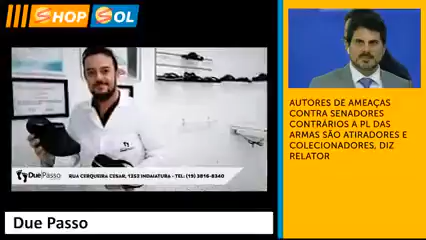 SHOP SOL
Due Passo
RUA CERQUEIRA CESAR, 1352 INDAIATUBA - TEL: (19) 3816-8340
Due Passo
AUTORES DE AMEAÇAS
CONTRA SENADORES
CONTRÁRIOS A PL DAS
ARMAS SÃO ATIRADORES E
COLECIONADORES, DIZ
RELATOR